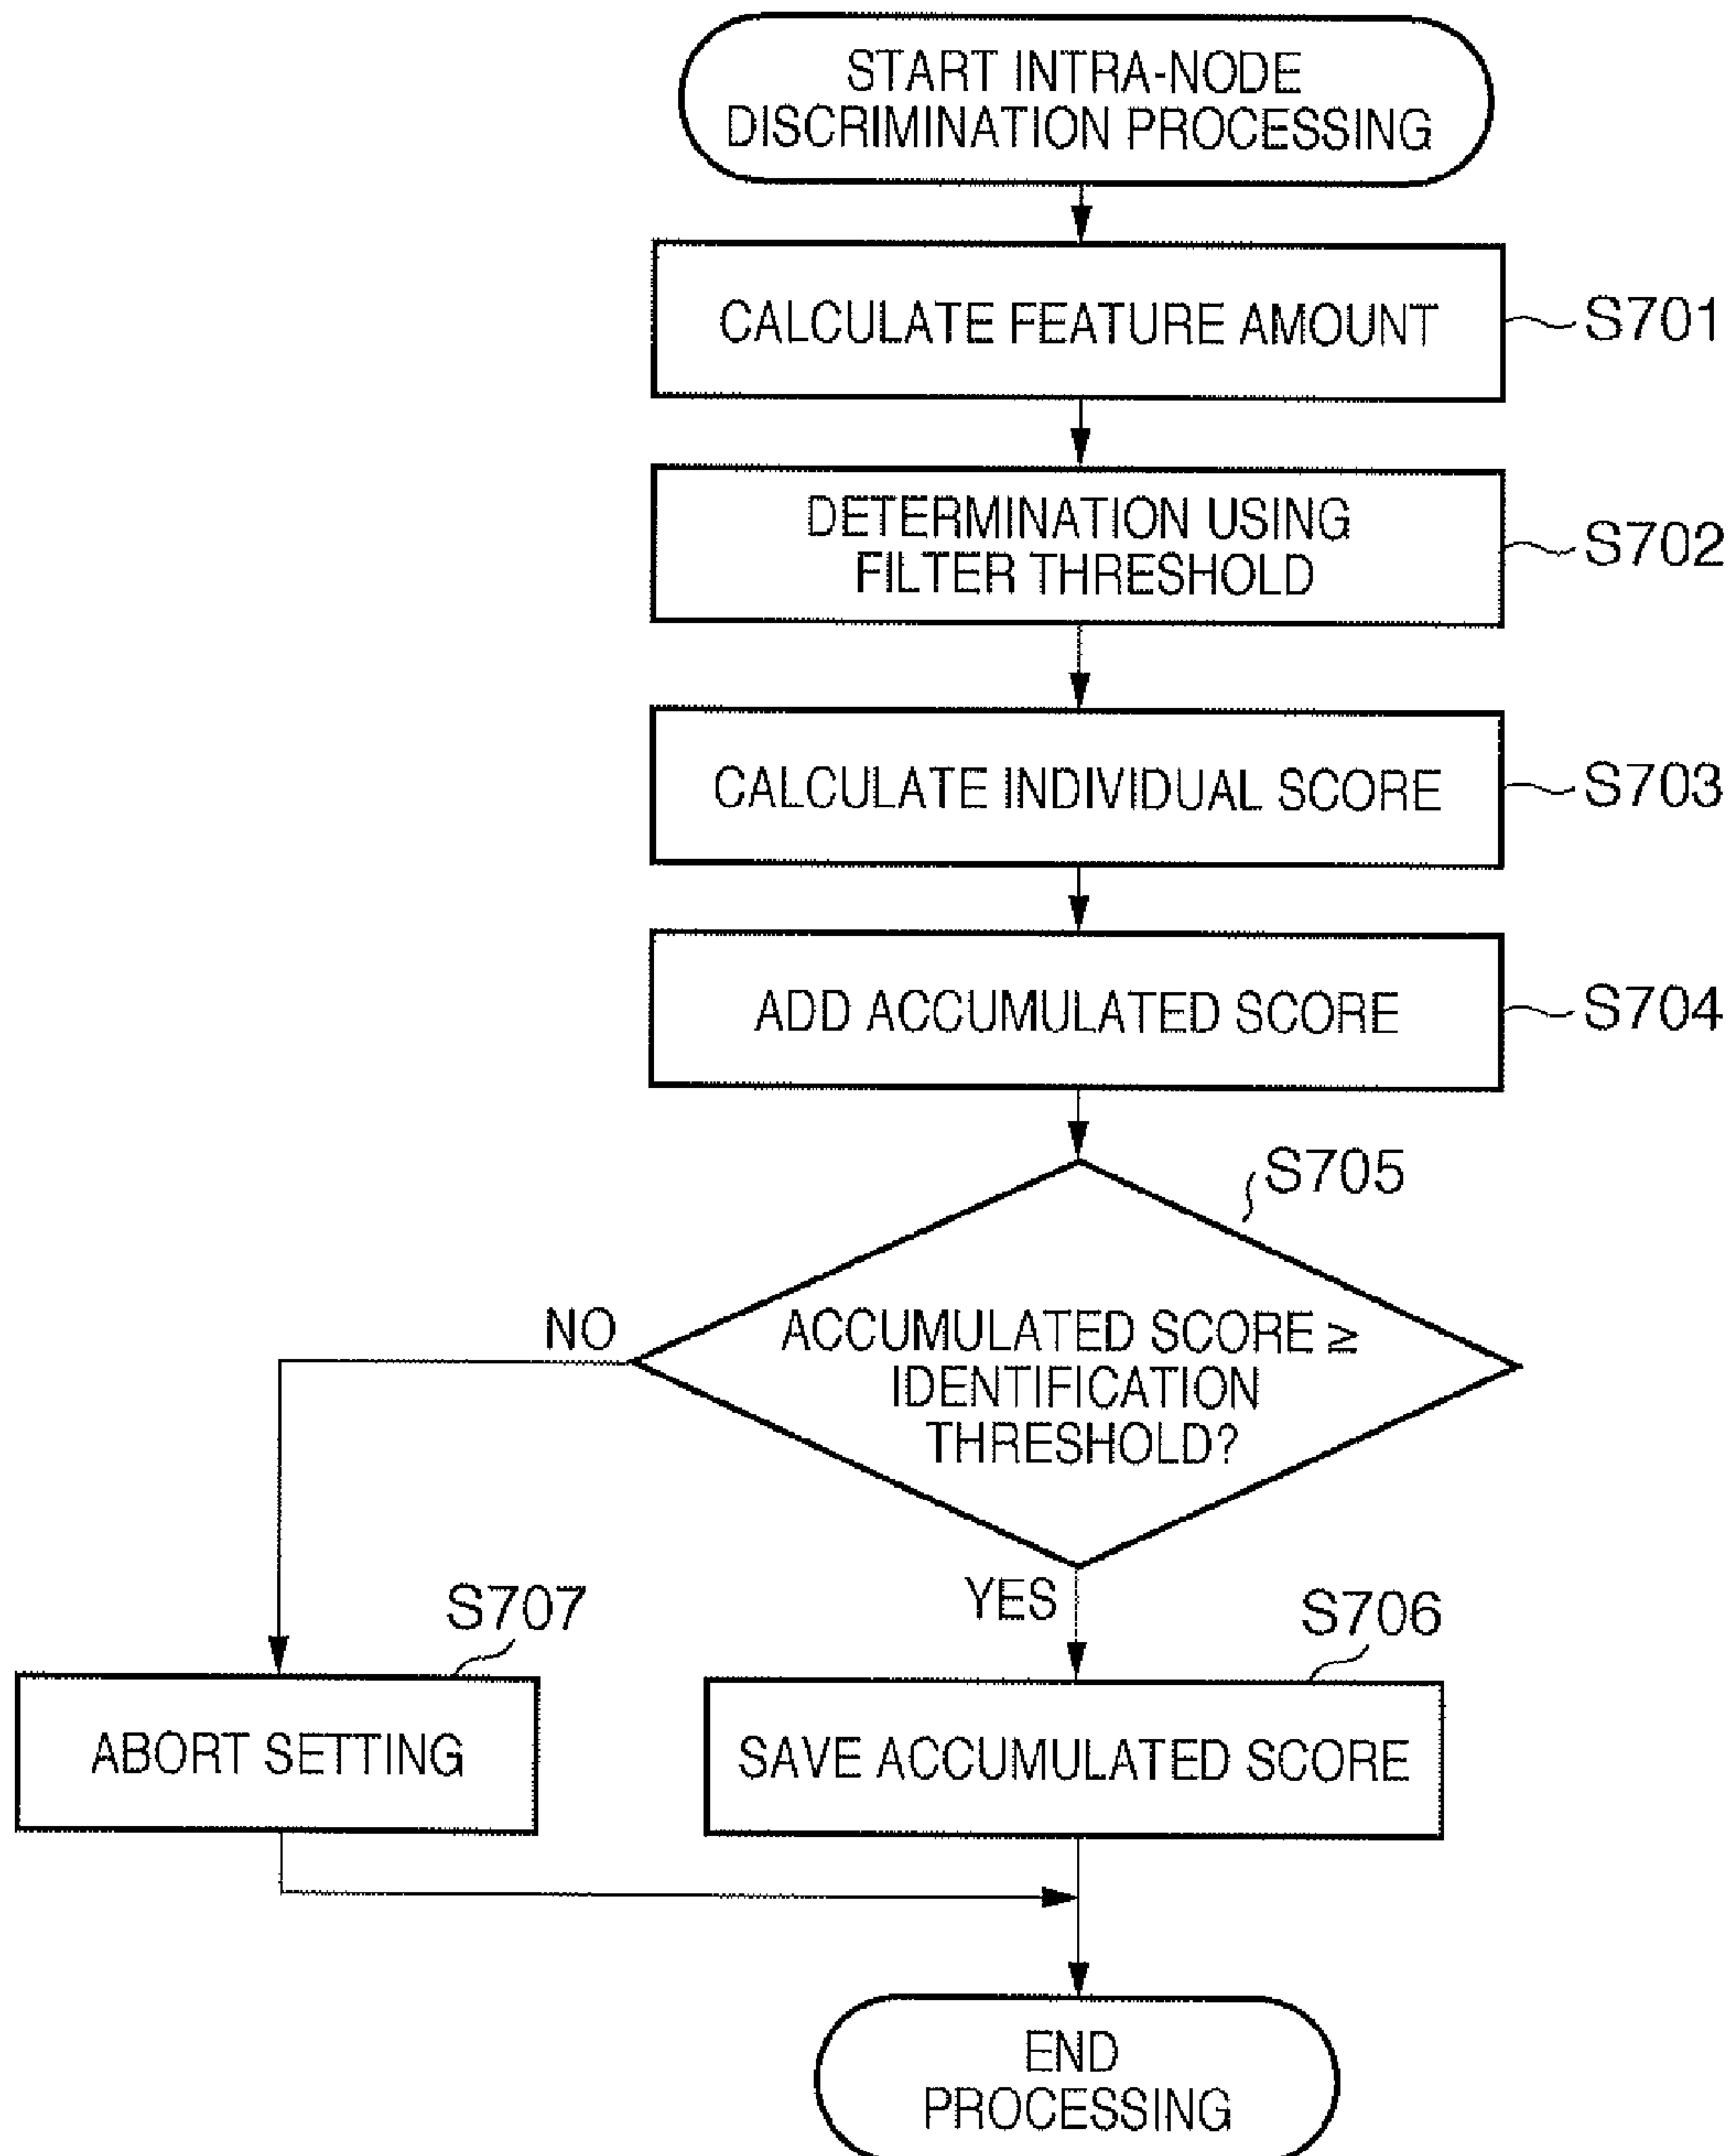 START INTRA-NODE
DISCRIMINATION PROCESSING
CALCULATE FEATURE AMOUNT
S701
DETERMINATION USING
FILTER THRESHOLD
S702
CALCULATE INDIVIDUAL SCORE
S703
ADD ACCUMULATED SCORE
S704
S705
ACCUMULATED SCORE ≥
IDENTIFICATION
THRESHOLD?
NO
YES
S707
ABORT SETTING
S706
SAVE ACCUMULATED SCORE
END
PROCESSING